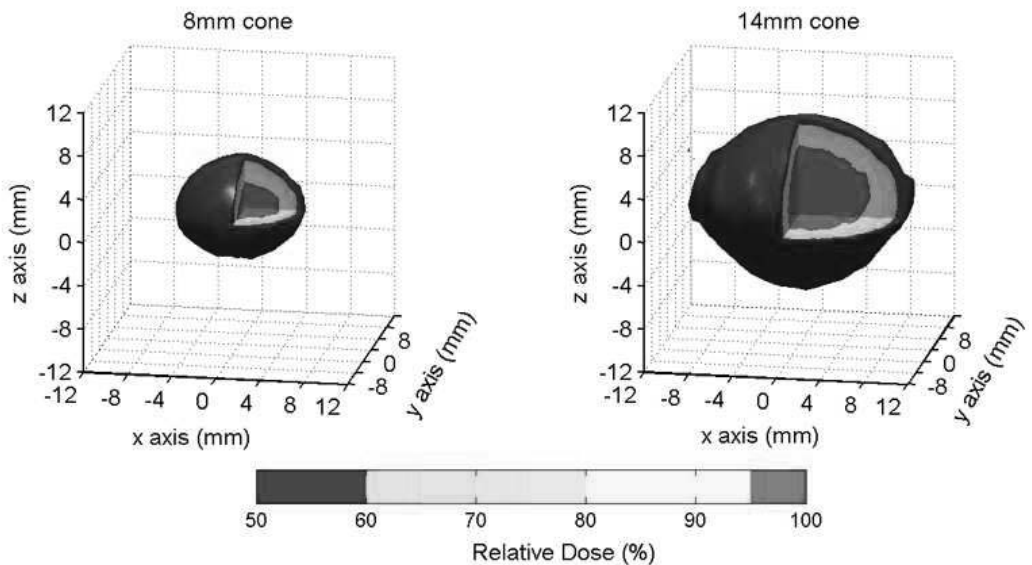 8mm cone
14mm cone
12
8
4
0
-4
-8
-12
z axis (mm)
-12 -8 -4 0 4 8 12
x axis (mm)
8
0
-8
y axis (mm)
12
8
4
0
-4
-8
-12
z axis (mm)
-12 -8 -4 0 4 8 12
x axis (mm)
8
0
-8
y axis (mm)
50 60 70 80 90 100
Relative Dose (%)